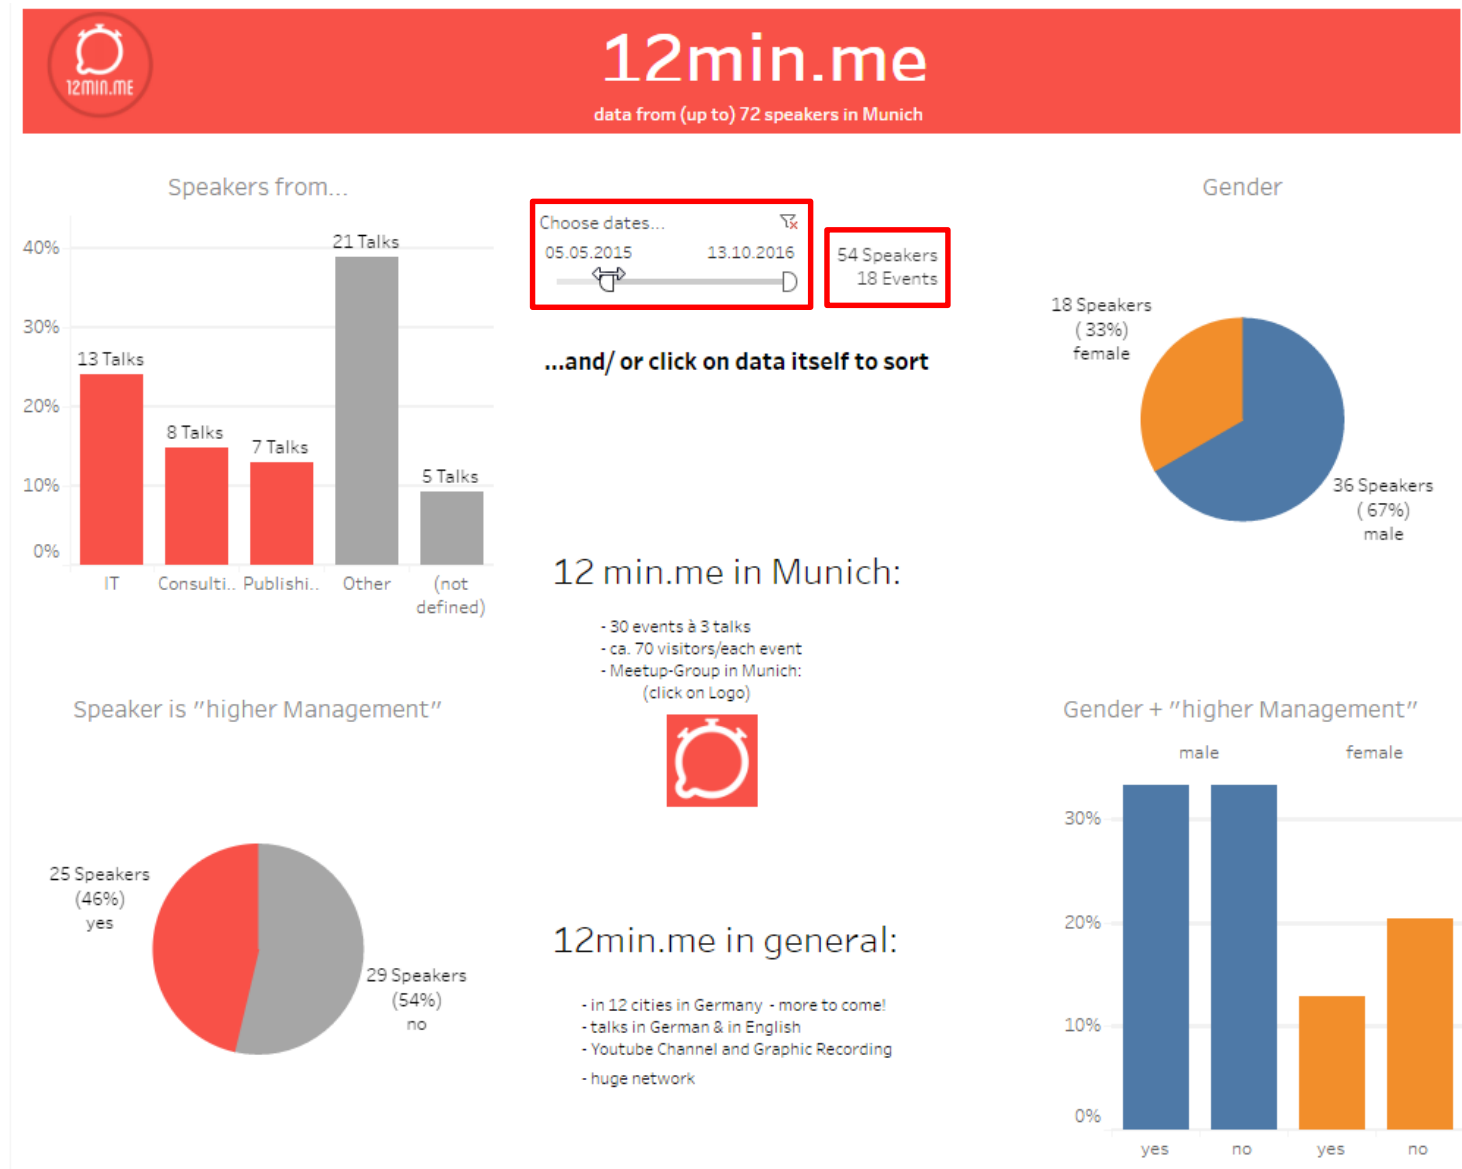 12MIN.ME
12min.me
data from (up to) 72 speakers in Munich
Speakers from...
40%
30%
20%
10%
0%
13 Talks
8 Talks
7 Talks
21 Talks
5 Talks
IT
Consulti..
Publishi..
Other
(not
defined)
Choose dates...
05.05.2015
13.10.2016
54 Speakers
18 Events
...and/ or click on data itself to sort
Gender
18 Speakers
( 33%)
female
36 Speakers
( 67%)
male
12 min.me in Munich:
- 30 events à 3 talks
- ca. 70 visitors/each event
- Meetup-Group in Munich:
(click on Logo)
Speaker is "higher Management"
25 Speakers
(46%)
yes
29 Speakers
(54%)
no
12min.me in general:
- in 12 cities in Germany - more to come!
- talks in German & in English
- Youtube Channel and Graphic Recording
- huge network
Gender + "higher Management"
male
female
30%
20%
10%
0%
yes
no
yes
no